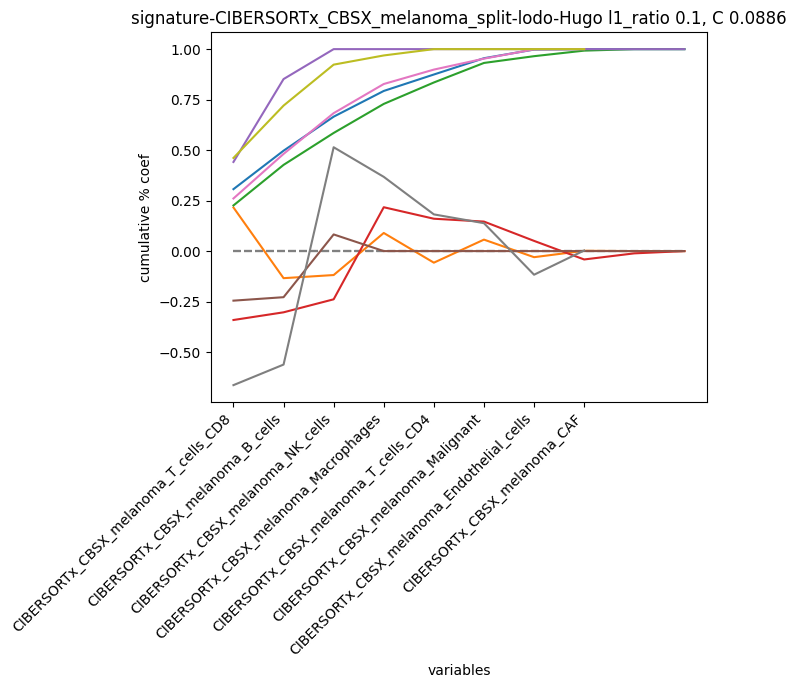 signature-CIBERSORTx_CBSX_melanoma_split-lodo-Hugo l1_ratio 0.1, C 0.0886
cumulative % coef
1.00
0.75
0.50
0.25
0.00
−0.25
−0.50
CIBERSORTx_CBSX_melanoma_T_cells_CD8
CIBERSORTx_CBSX_melanoma_B_cells
CIBERSORTx_CBSX_melanoma_NK_cells
CIBERSORTx_CBSX_melanoma_Macrophages
CIBERSORTx_CBSX_melanoma_T_cells_CD4
CIBERSORTx_CBSX_melanoma_Malignant
CIBERSORTx_CBSX_melanoma_Endothelial_cells
CIBERSORTx_CBSX_melanoma_CAF
variables